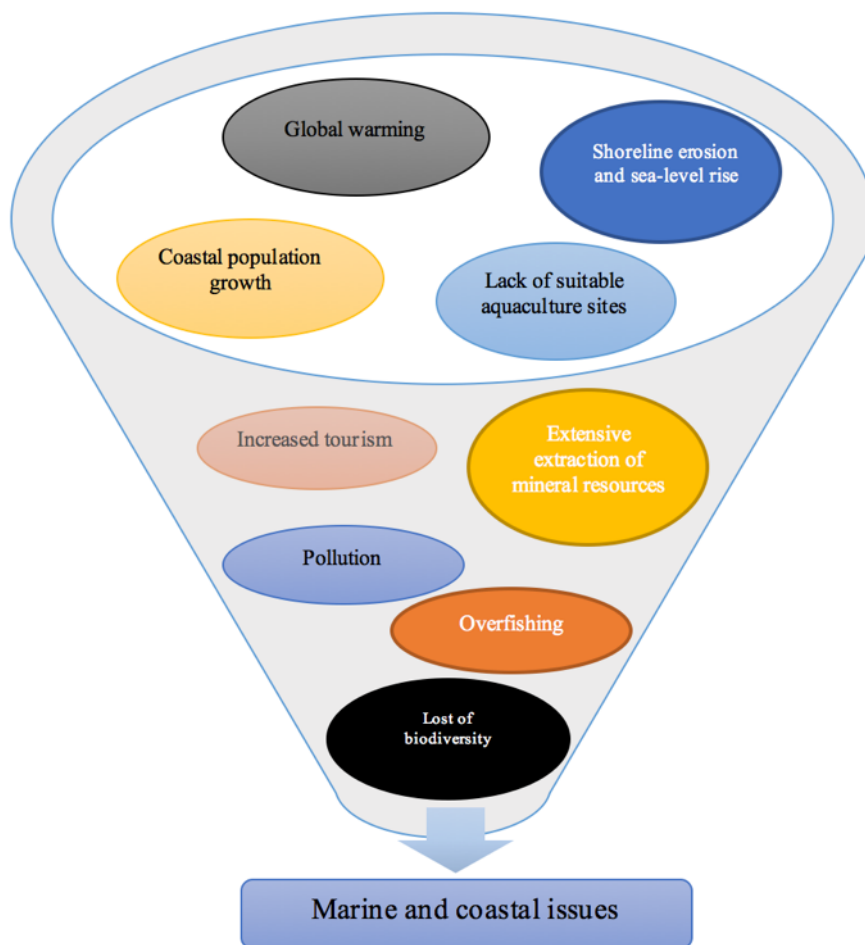 Global warming
Shoreline erosion
and sea-level rise
Coastal population
growth
Lack of suitable
aquaculture sites
Increased tourism
Extensive
extraction of
mineral resources
Pollution
Overfishing
Lost of
biodiversity
Marine and coastal issues